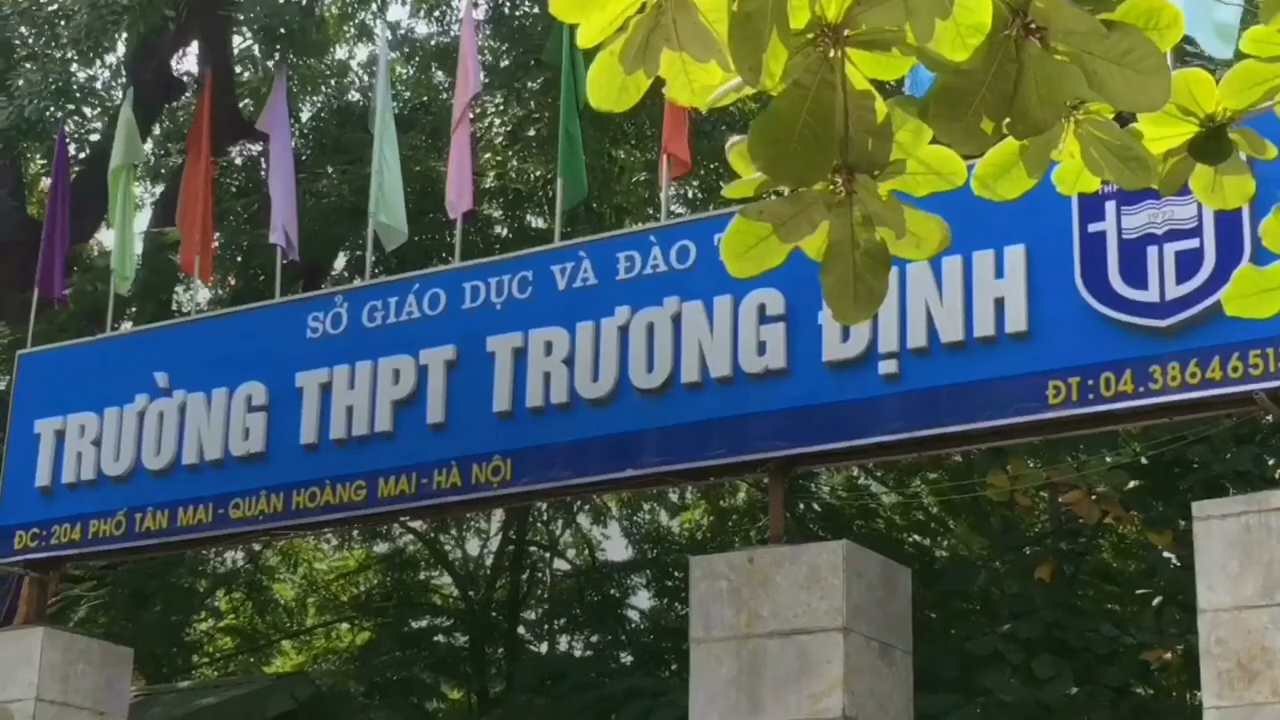 SỞ GIÁO DỤC VÀ ĐÀO
TRƯỜNG THPT TRƯƠNG ĐỊNH
1973
ĐT:04.3864651
ĐC:204 PHỐ TÂN MAI-QUẬN HOÀNG MAI-HÀ NỘI